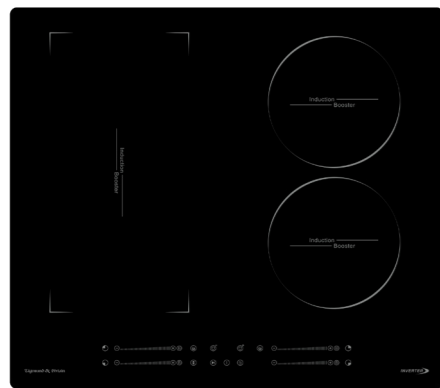 Induction
Booster
Induction
Booster
Induction
Booster
Zigmund & Shtain
INVERTER